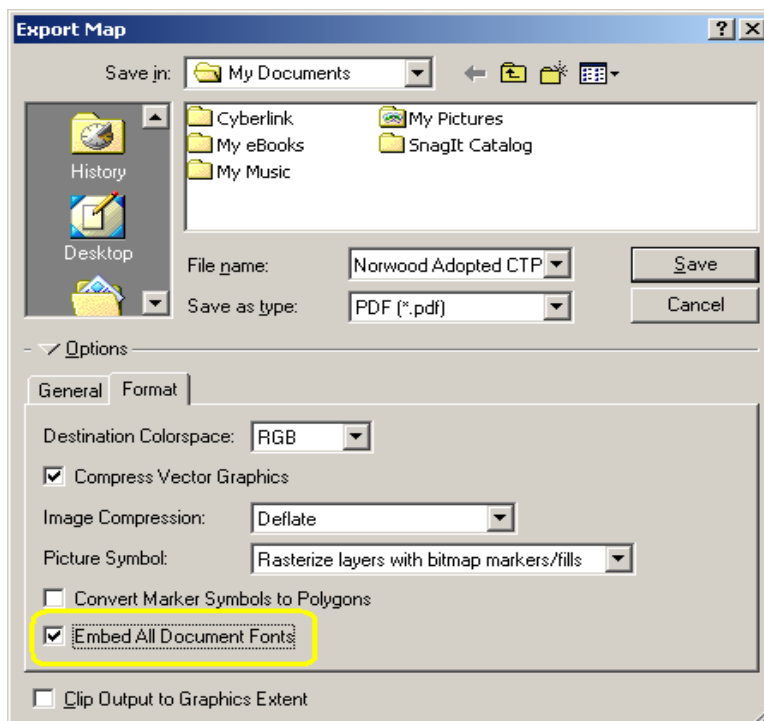 Export Map
Save in: My Documents
Cyberlink
My eBooks
My Music
My Pictures
SnagIt Catalog
History
Desktop
File name: Norwood Adopted CTP
Save
Save as type: PDF (*.pdf)
Cancel
Options
General Format
Destination Colorspace: RGB
Compress Vector Graphics
Image Compression: Deflate
Picture Symbol: Rasterize layers with bitmap markers/fills
Convert Marker Symbols to Polygons
Embed All Document Fonts
Clip Output to Graphics Extent